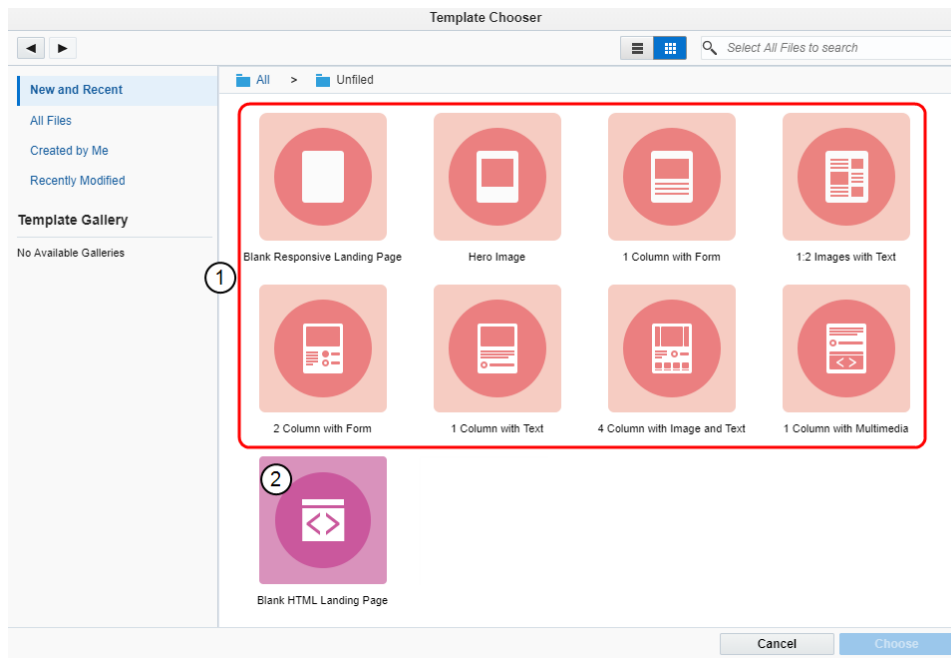 Template Chooser
Select All Files to search
New and Recent
All > Unfiled
All Files
Created by Me
Recently Modified
Template Gallery
No Available Galleries
1
Blank Responsive Landing Page
Hero Image
1 Column with Form
1:2 Images with Text
2 Column with Form
1 Column with Text
4 Column with Image and Text
1 Column with Multimedia
2
Blank HTML Landing Page
Cancel
Choose